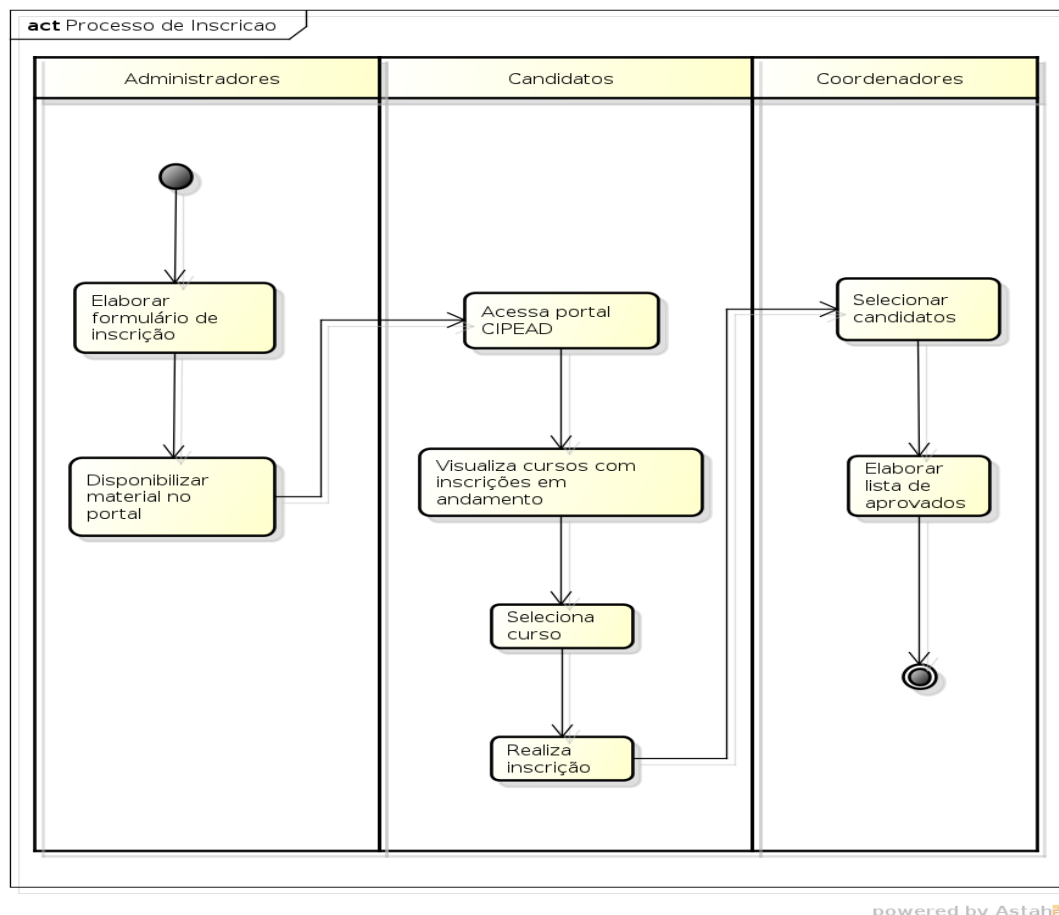 act Processo de Inscricao
Administradores
Candidatos
Coordenadores
Elaborar
formulário de
inscrição
Disponibilizar
material no
portal
Acessa portal
CIPEAD
Visualiza cursos com
inscrições em
andamento
Seleciona
curso
Realiza
inscrição
Selecionar
candidatos
Elaborar
lista de
aprovados
powered by Astah